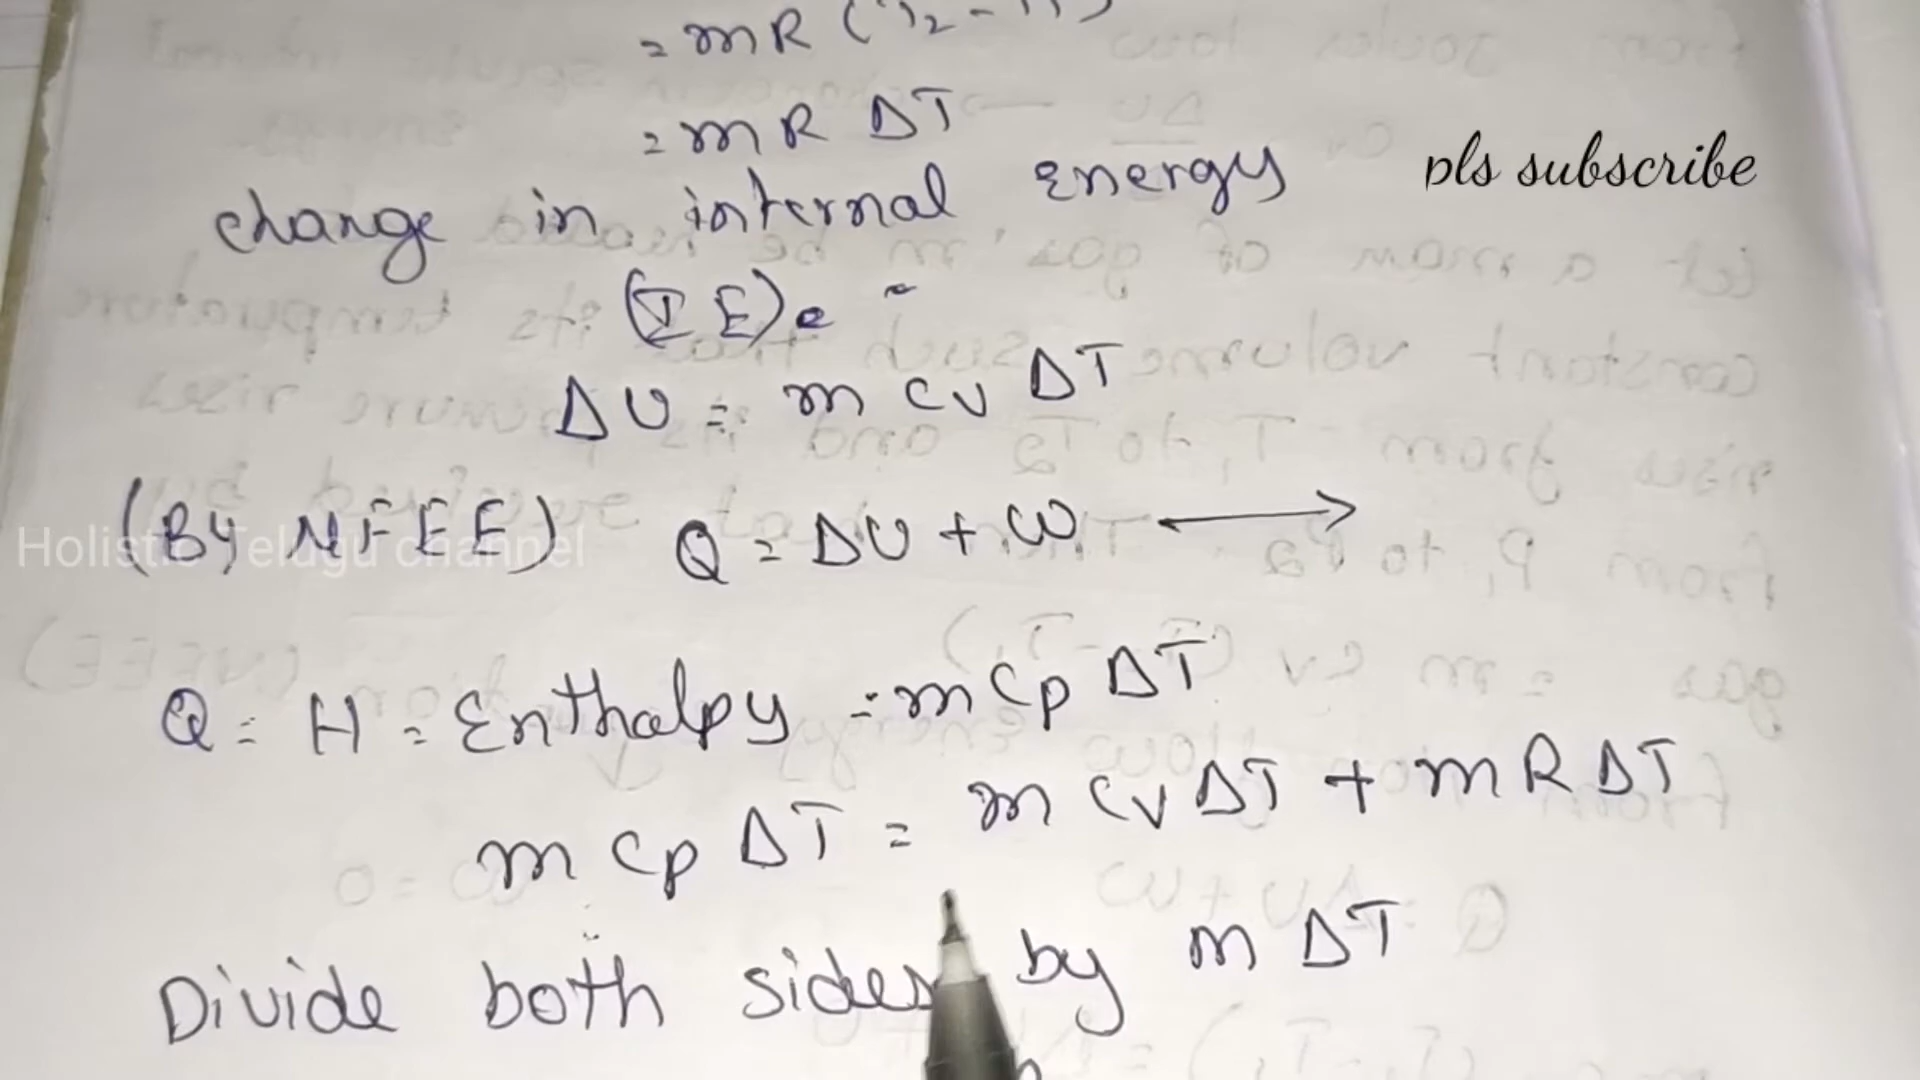 = mR (T2 - T1)
= mR ΔT
change in internal energy
pls subscribe
(IE)e
ΔU = m Cv ΔT
(By NFEE) Q = ΔU + W ⟶
Holistic Telugu channel
Q = H = Enthalpy = m Cp ΔT
m Cp ΔT = m Cv ΔT + m R ΔT
Divide both sides by m ΔT